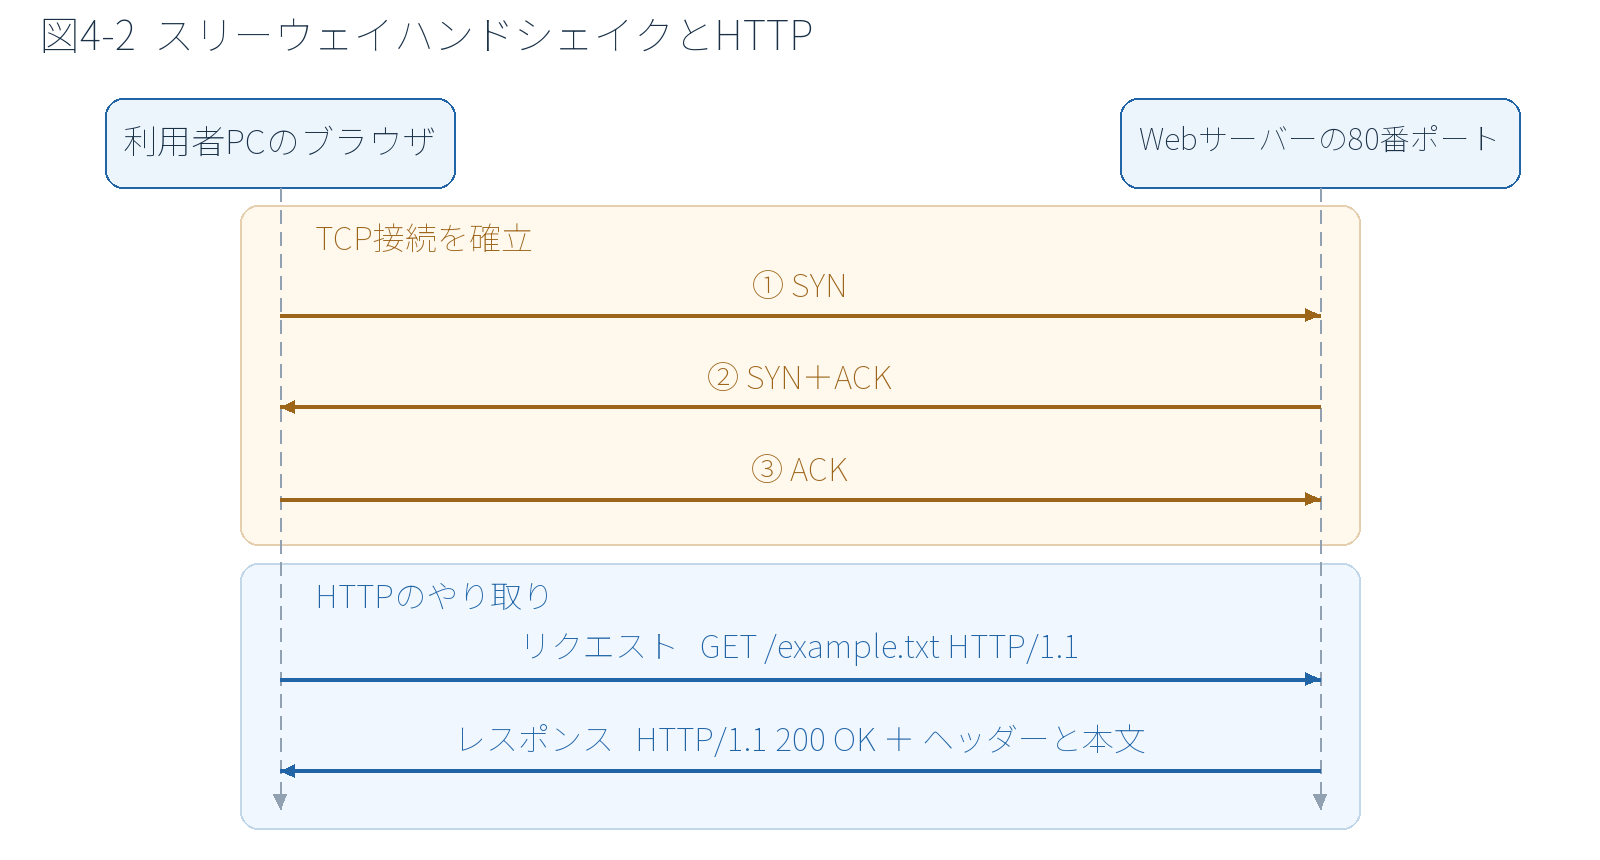 図4-2 スリーウェイハンドシェイクとHTTP
利用者PCのブラウザ
Webサーバーの80番ポート
TCP接続を確立
① SYN
② SYN＋ACK
③ ACK
HTTPのやり取り
リクエスト GET /example.txt HTTP/1.1
レスポンス HTTP/1.1 200 OK ＋ ヘッダーと本文